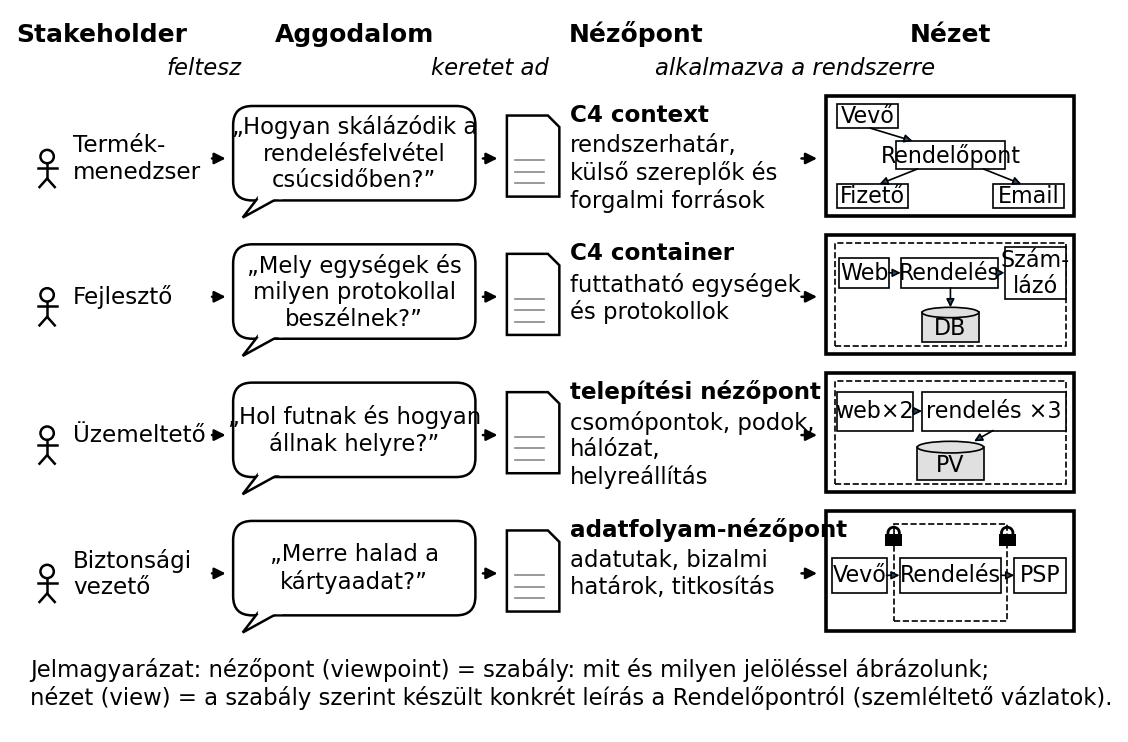 Stakeholder Aggodalom Nézőpont Nézet
feltesz keretet ad alkalmazva a rendszerre
Termék-
menedzser
„Hogyan skálázódik a
rendelésfelvétel
csúcsidőben?”
C4 context
rendszerhatár,
külső szereplők és
forgalmi források
Vevő
Rendelőpont
Fizető Email
Fejlesztő
„Mely egységek és
milyen protokollal
beszélnek?”
C4 container
futtatható egységek
és protokollok
Web Rendelés Szám-
lázó
DB
Üzemeltető
„Hol futnak és hogyan
állnak helyre?”
telepítési nézőpont
csomópontok, podok,
hálózat,
helyreállítás
web×2 rendelés ×3
PV
Biztonsági
vezető
„Merre halad a
kártyaadat?”
adatfolyam-nézőpont
adatutak, bizalmi
határok, titkosítás
Vevő Rendelés PSP
Jelmagyarázat: nézőpont (viewpoint) = szabály: mit és milyen jelöléssel ábrázolunk;
nézet (view) = a szabály szerint készült konkrét leírás a Rendelőpontról (szemléltető vázlatok).